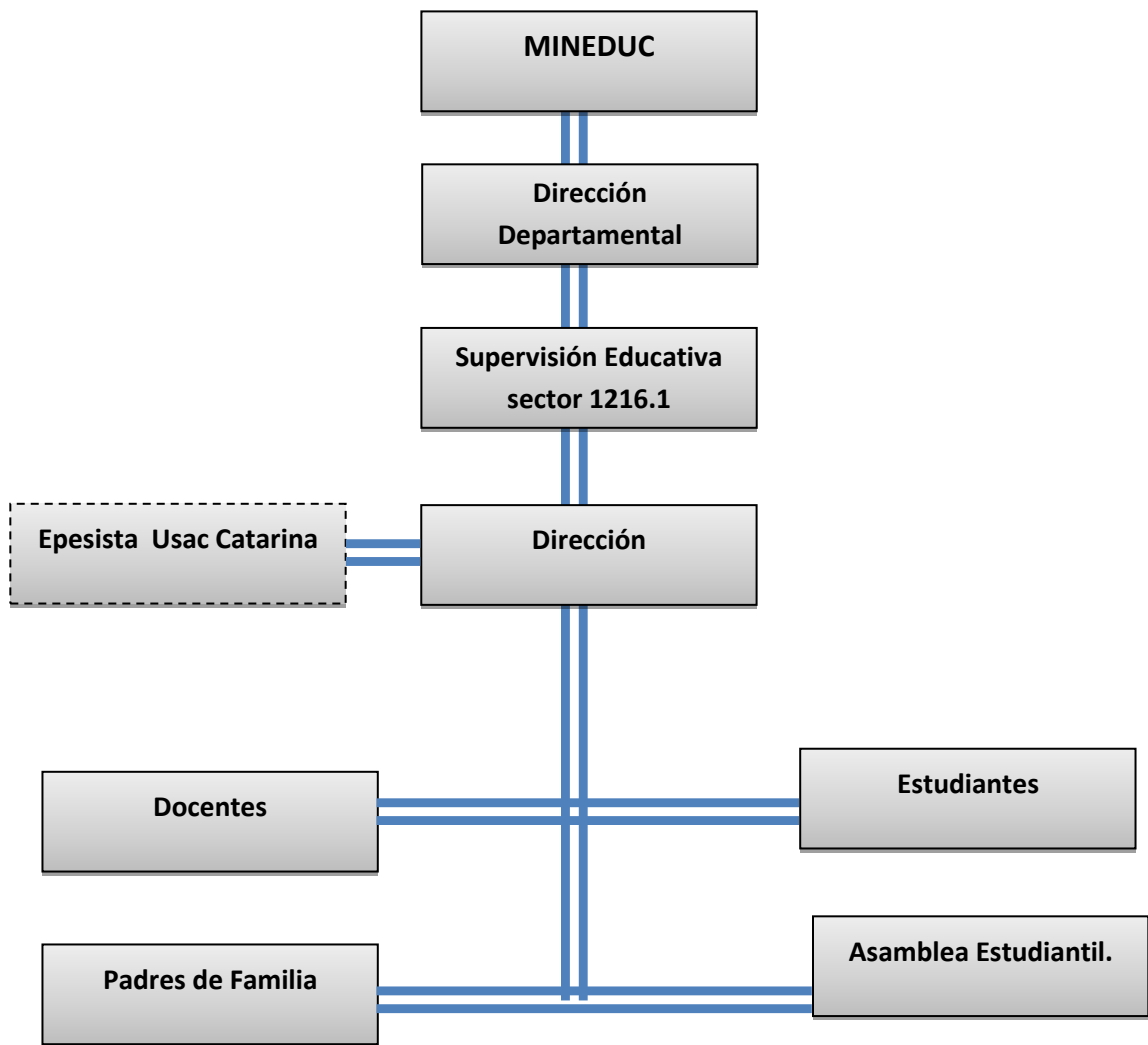 MINEDUC
Dirección
Departamental
Supervisión Educativa
sector 1216.1
Epesista Usac Catarina
Dirección
Docentes
Estudiantes
Padres de Familia
Asamblea Estudiantil.